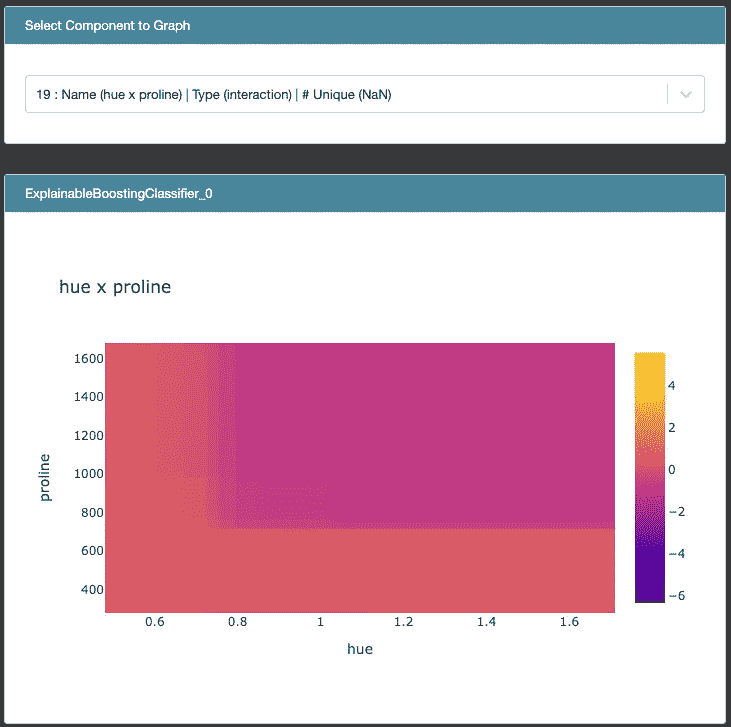 Select Component to Graph
19 : Name (hue x proline) | Type (interaction) | # Unique (NaN)
ExplainableBoostingClassifier_0
hue x proline
1600
1400
1200
1000
800
600
400
proline
0.6 0.8 1 1.2 1.4 1.6
hue
4
2
0
−2
−4
−6